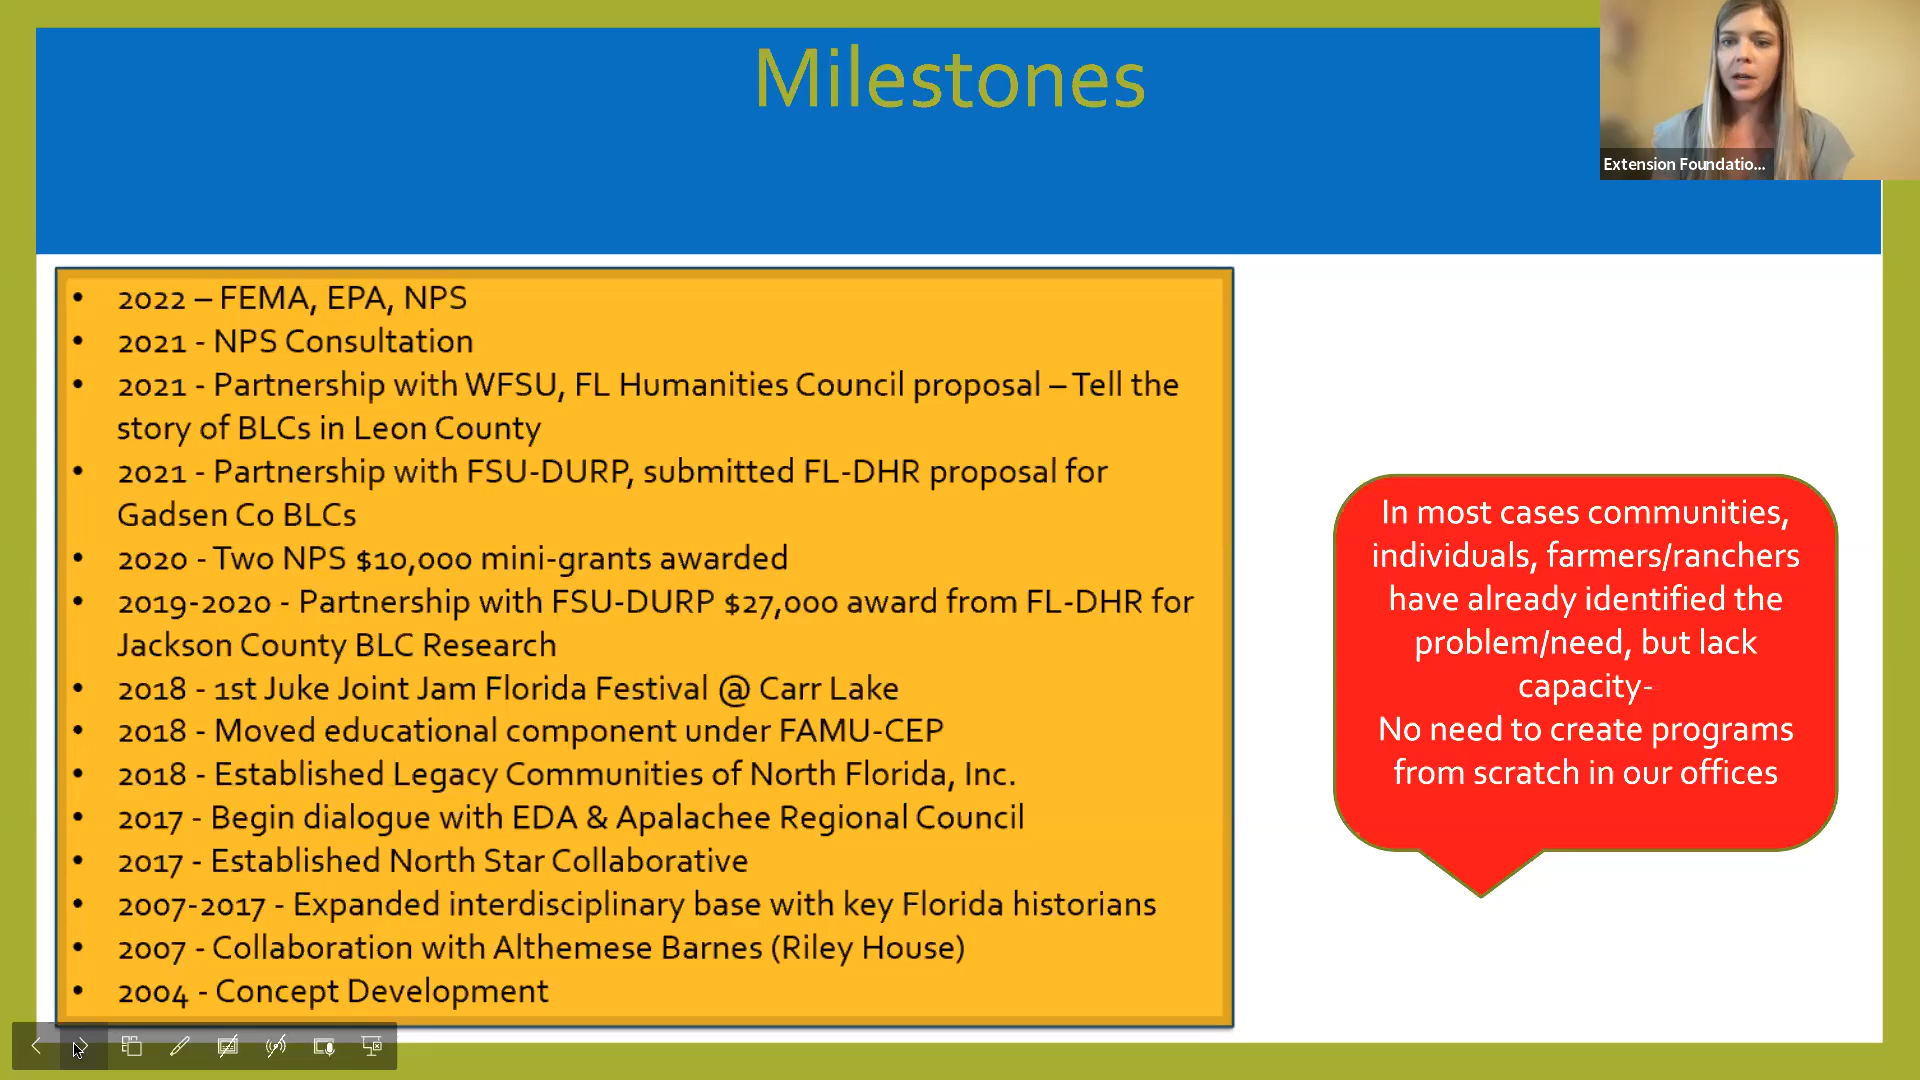 Milestones
Extension Foundatio...
• 2022 – FEMA, EPA, NPS
• 2021 - NPS Consultation
• 2021 - Partnership with WFSU, FL Humanities Council proposal – Tell the
story of BLCs in Leon County
• 2021 - Partnership with FSU-DURP, submitted FL-DHR proposal for
Gadsen Co BLCs
• 2020 - Two NPS $10,000 mini-grants awarded
• 2019-2020 - Partnership with FSU-DURP $27,000 award from FL-DHR for
Jackson County BLC Research
• 2018 - 1st Juke Joint Jam Florida Festival @ Carr Lake
• 2018 - Moved educational component under FAMU-CEP
• 2018 - Established Legacy Communities of North Florida, Inc.
• 2017 - Begin dialogue with EDA & Apalachee Regional Council
• 2017 - Established North Star Collaborative
• 2007-2017 - Expanded interdisciplinary base with key Florida historians
• 2007 - Collaboration with Althemese Barnes (Riley House)
• 2004 - Concept Development
In most cases communities,
individuals, farmers/ranchers
have already identified the
problem/need, but lack
capacity-
No need to create programs
from scratch in our offices